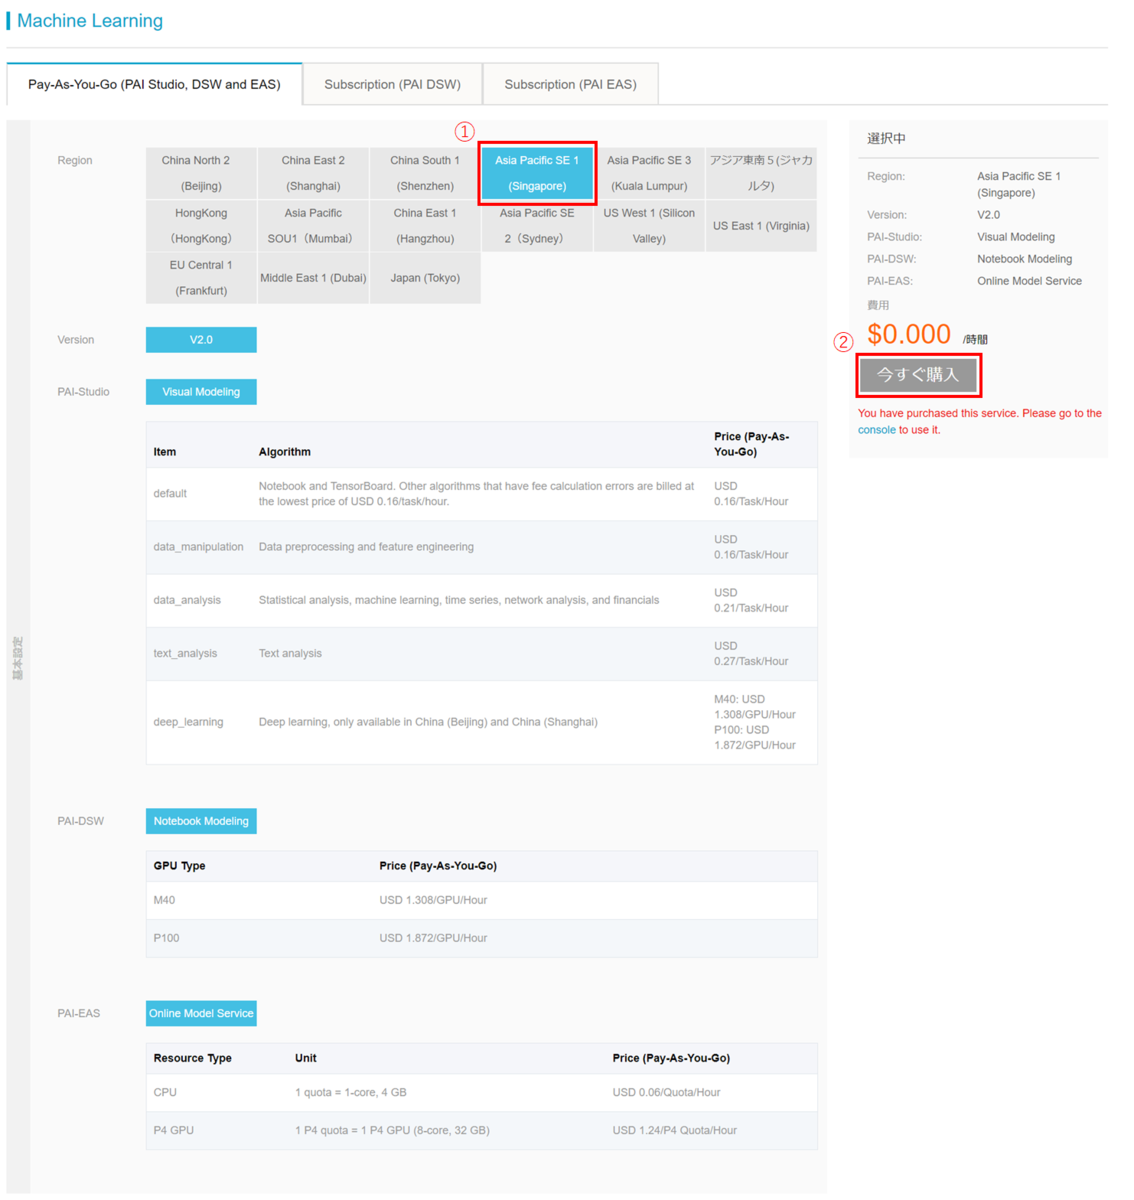 Machine Learning
Pay-As-You-Go (PAI Studio, DSW and EAS)
Subscription (PAI DSW)
Subscription (PAI EAS)
基本設定
①
Region
China North 2
(Beijing)
China East 2
(Shanghai)
China South 1
(Shenzhen)
Asia Pacific SE 1
(Singapore)
Asia Pacific SE 3
(Kuala Lumpur)
アジア東南 5 (ジャカ
ルタ)
HongKong
（HongKong）
Asia Pacific
SOU1（Mumbai）
China East 1
(Hangzhou)
Asia Pacific SE
2（Sydney）
US West 1 (Silicon
Valley)
US East 1 (Virginia)
EU Central 1
(Frankfurt)
Middle East 1 (Dubai)
Japan (Tokyo)
Version
V2.0
PAI-Studio
Visual Modeling
Item
Algorithm
Price (Pay-As-
You-Go)
default
Notebook and TensorBoard. Other algorithms that have fee calculation errors are billed at
the lowest price of USD 0.16/task/hour.
USD
0.16/Task/Hour
data_manipulation
Data preprocessing and feature engineering
USD
0.16/Task/Hour
data_analysis
Statistical analysis, machine learning, time series, network analysis, and financials
USD
0.21/Task/Hour
text_analysis
Text analysis
USD
0.27/Task/Hour
deep_learning
Deep learning, only available in China (Beijing) and China (Shanghai)
M40: USD
1.308/GPU/Hour
P100: USD
1.872/GPU/Hour
PAI-DSW
Notebook Modeling
GPU Type
Price (Pay-As-You-Go)
M40
USD 1.308/GPU/Hour
P100
USD 1.872/GPU/Hour
PAI-EAS
Online Model Service
Resource Type
Unit
Price (Pay-As-You-Go)
CPU
1 quota = 1-core, 4 GB
USD 0.06/Quota/Hour
P4 GPU
1 P4 quota = 1 P4 GPU (8-core, 32 GB)
USD 1.24/P4 Quota/Hour
選択中
Region:
Asia Pacific SE 1
(Singapore)
Version:
V2.0
PAI-Studio:
Visual Modeling
PAI-DSW:
Notebook Modeling
PAI-EAS:
Online Model Service
費用
$0.000 /時間
②
今すぐ購入
You have purchased this service. Please go to the
console to use it.